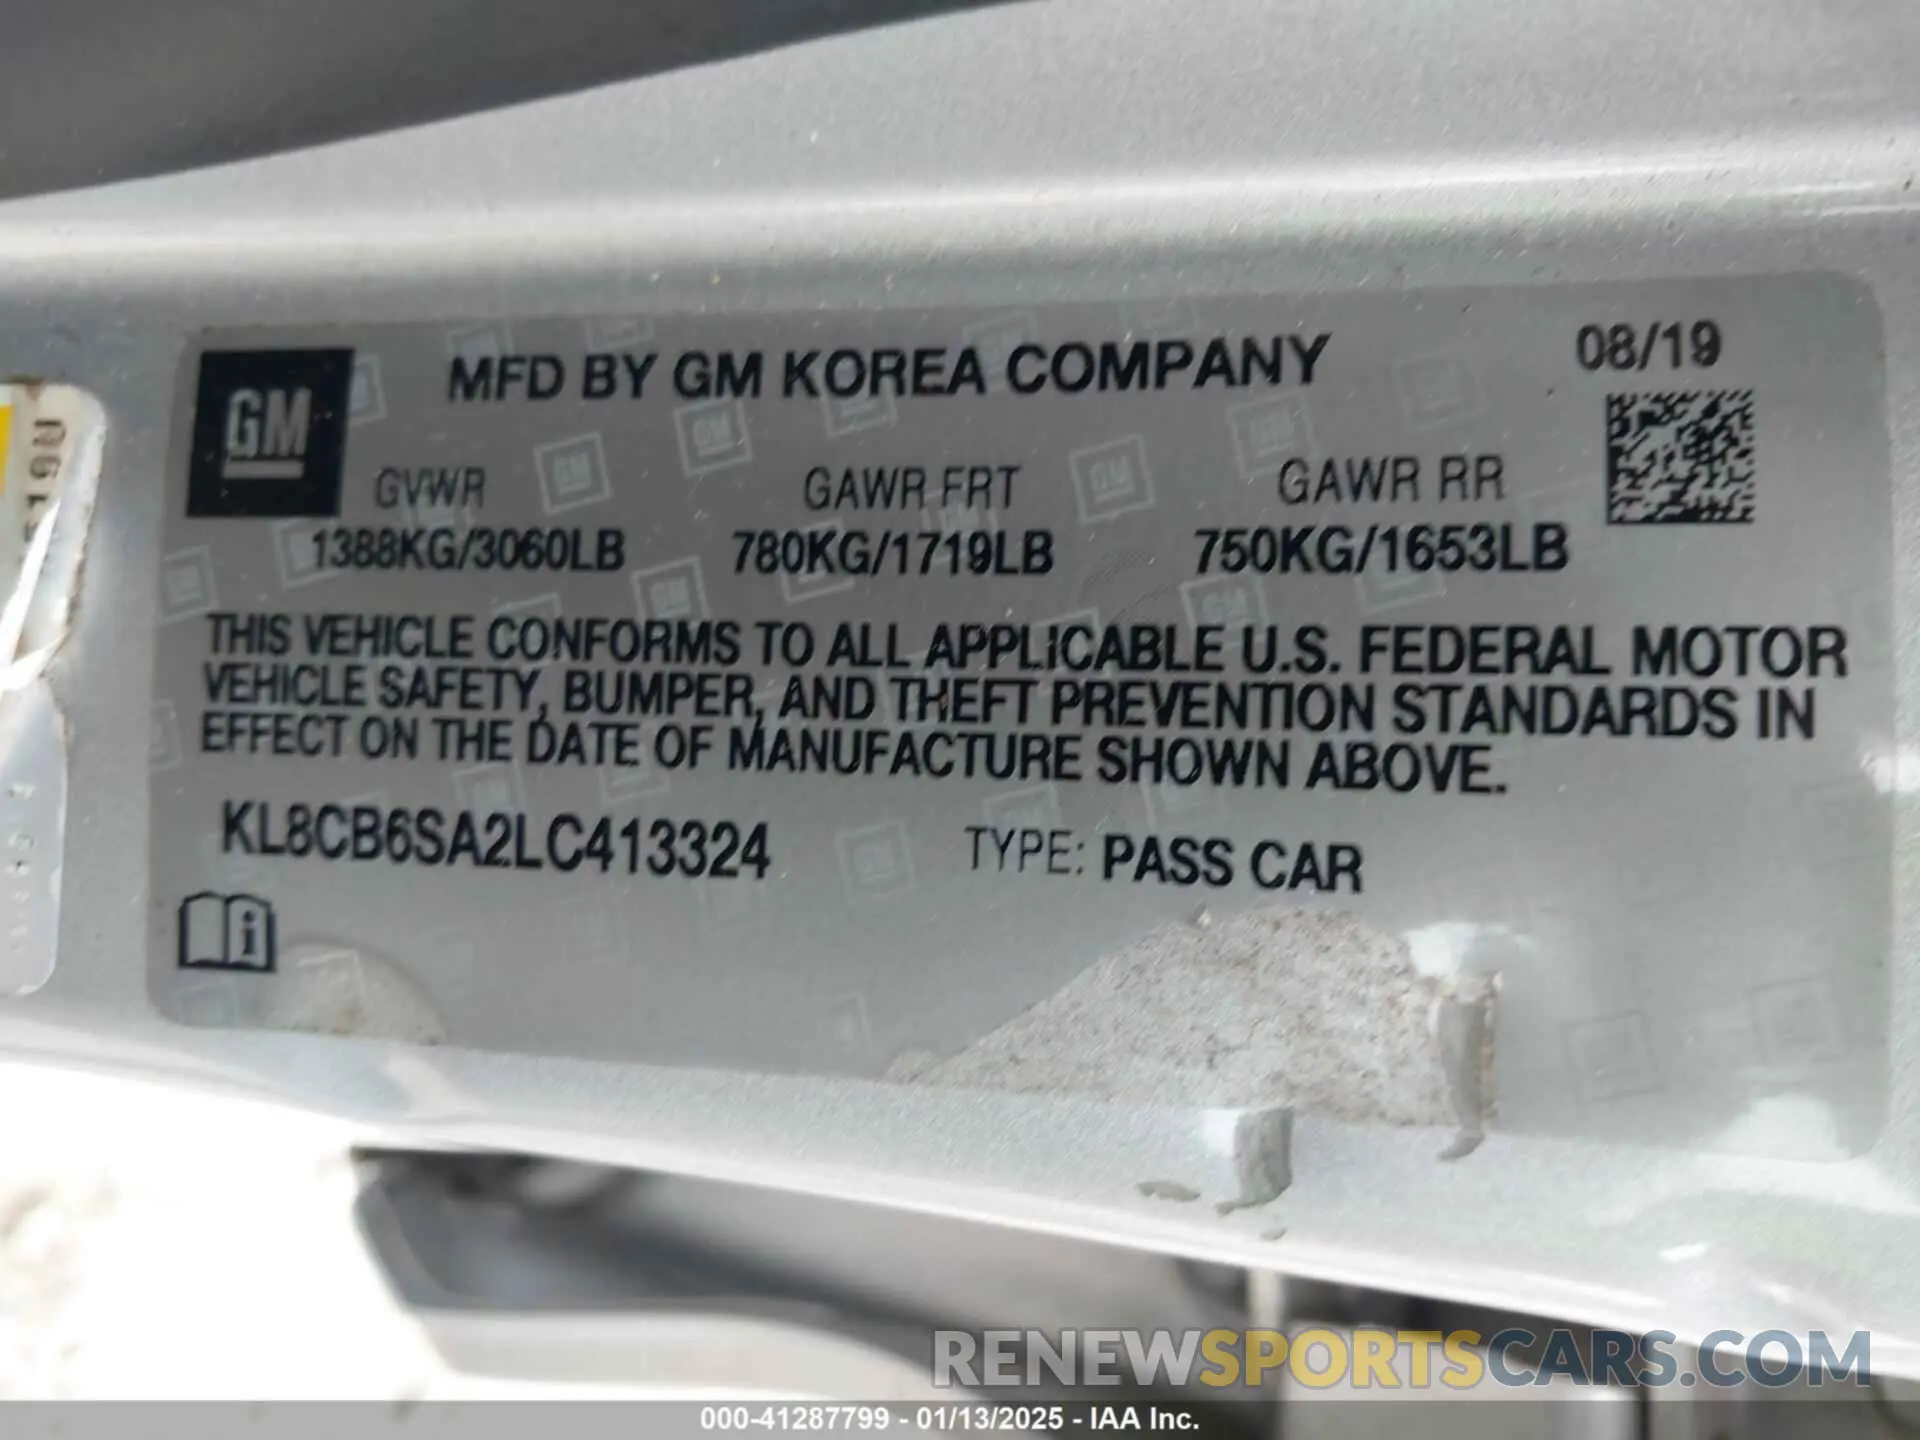 GM
MFD BY GM KOREA COMPANY
08/19
GVWR GAWR FRT GAWR RR
1388KG/3060LB 780KG/1719LB 750KG/1653LB
THIS VEHICLE CONFORMS TO ALL APPLICABLE U.S. FEDERAL MOTOR
VEHICLE SAFETY, BUMPER, AND THEFT PREVENTION STANDARDS IN
EFFECT ON THE DATE OF MANUFACTURE SHOWN ABOVE.
KL8CB6SA2LC413324 TYPE: PASS CAR
i
RENEWSPORTSCARS.COM
000-41287799 - 01/13/2025 - IAA Inc.